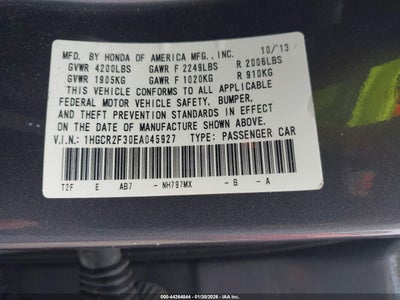 MFD. BY HONDA OF AMERICA MFG., INC. 10/13
GVWR 4200LBS GAWR F 2249LBS R 2006LBS
GVWR 1905KG GAWR F 1020KG R 910KG
THIS VEHICLE CONFORMS TO ALL APPLICABLE
FEDERAL MOTOR VEHICLE SAFETY, BUMPER,
AND THEFT PREVENTION STANDARDS IN EFFECT
ON THE DATE OF MANUFACTURE SHOWN ABOVE.
V.I.N.: 1HGCR2F30EA045927 TYPE: PASSENGER CAR
T2F E AB7 - NH797MX - B - A
000-44264844 - 01/30/2026 - IAA Inc.